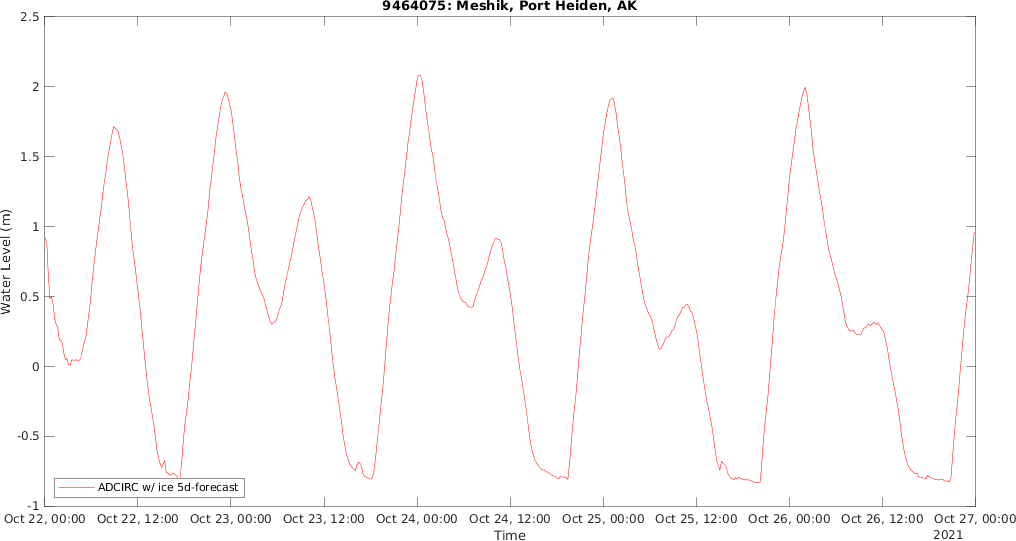 9464075: Meshik, Port Heiden, AK
2.5
2
1.5
1
0.5
0
-0.5
-1
Water Level (m)
ADCIRC w/ ice 5d-forecast
Oct 22, 00:00 Oct 22, 12:00 Oct 23, 00:00 Oct 23, 12:00 Oct 24, 00:00 Oct 24, 12:00 Oct 25, 00:00 Oct 25, 12:00 Oct 26, 00:00 Oct 26, 12:00 Oct 27, 00:00
Time
2021